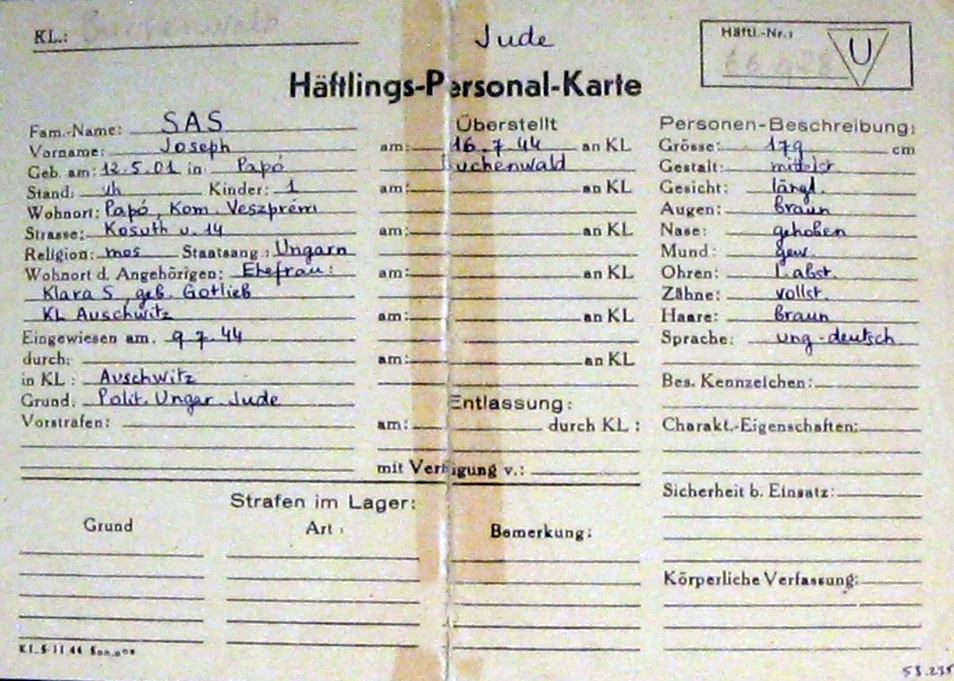 KL.: Buchenwald
Jude
Häftl.-Nr.:
66.928
U
Häftlings-Personal-Karte
Fam.-Name: SAS
Vorname: Joseph
Geb. am: 12.5.01 in: Papó
Stand: vh Kinder: 1
Wohnort: Papó, Kom. Veszprém
Strasse: Kosuth u. 14
Religion: mos Staatsang.: Ungarn
Wohnort d. Angehörigen: Ehefrau:
Klara S, geb. Gotlieb
KL Auschwitz
Eingewiesen am: 9 7. 44
durch:
in KL: Auschwitz
Grund: Polit. Ungar. Jude
Vorstrafen:
Überstellt
am: 16.7.44 an KL
Buchenwald
am: an KL
am: an KL
am: an KL
am: an KL
am: an KL
Entlassung:
am: durch KL:
mit Verfügung v.:
Personen-Beschreibung:
Grösse: 179 cm
Gestalt:
Gesicht: längl.
Augen: braun
Nase: gehoben
Mund: gew.
Ohren: l. abst.
Zähne: vollst.
Haare: braun
Sprache: ung-deutsch
Bes. Kennzeichen:
Charakt.-Eigenschaften:
Sicherheit b. Einsatz:
Körperliche Verfassung:
Strafen im Lager:
Grund Art: Bemerkung: